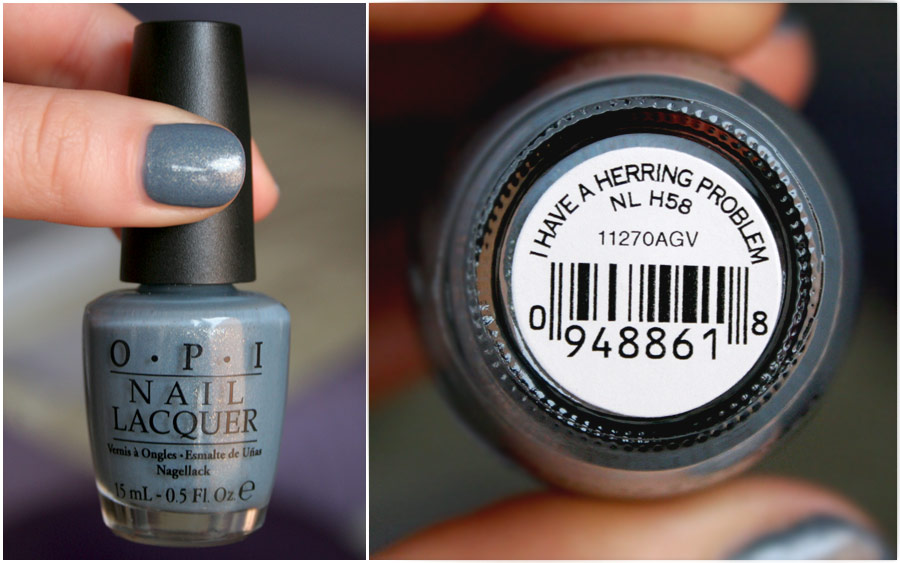 O·P·I
NAIL
LACQUER
Vernis à Ongles · Esmalte de Uñas
Nagellack
15 mL - 0.5 Fl. Oz ℮
I HAVE A HERRING PROBLEM
NL H58
11270AGV
0 948861 8